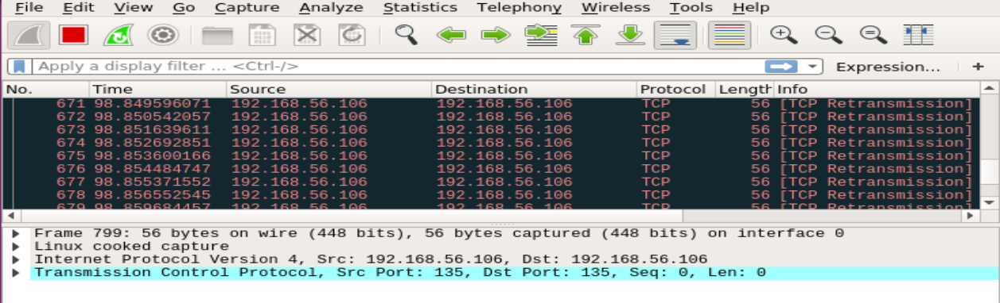 File Edit View Go Capture Analyze Statistics Telephony Wireless Tools Help
Apply a display filter ... <Ctrl-/> Expression... +
No. Time Source Destination Protocol Length Info
671 98.849596071 192.168.56.106 192.168.56.106 TCP 56 [TCP Retransmission]
672 98.850542057 192.168.56.106 192.168.56.106 TCP 56 [TCP Retransmission]
673 98.851639611 192.168.56.106 192.168.56.106 TCP 56 [TCP Retransmission]
674 98.852692851 192.168.56.106 192.168.56.106 TCP 56 [TCP Retransmission]
675 98.853600166 192.168.56.106 192.168.56.106 TCP 56 [TCP Retransmission]
676 98.854484747 192.168.56.106 192.168.56.106 TCP 56 [TCP Retransmission]
677 98.855371552 192.168.56.106 192.168.56.106 TCP 56 [TCP Retransmission]
678 98.856552545 192.168.56.106 192.168.56.106 TCP 56 [TCP Retransmission]
679 98.859684457 192.168.56.106 192.168.56.106 TCP 56 [TCP Retransmission]
Frame 799: 56 bytes on wire (448 bits), 56 bytes captured (448 bits) on interface 0
Linux cooked capture
Internet Protocol Version 4, Src: 192.168.56.106, Dst: 192.168.56.106
Transmission Control Protocol, Src Port: 135, Dst Port: 135, Seq: 0, Len: 0